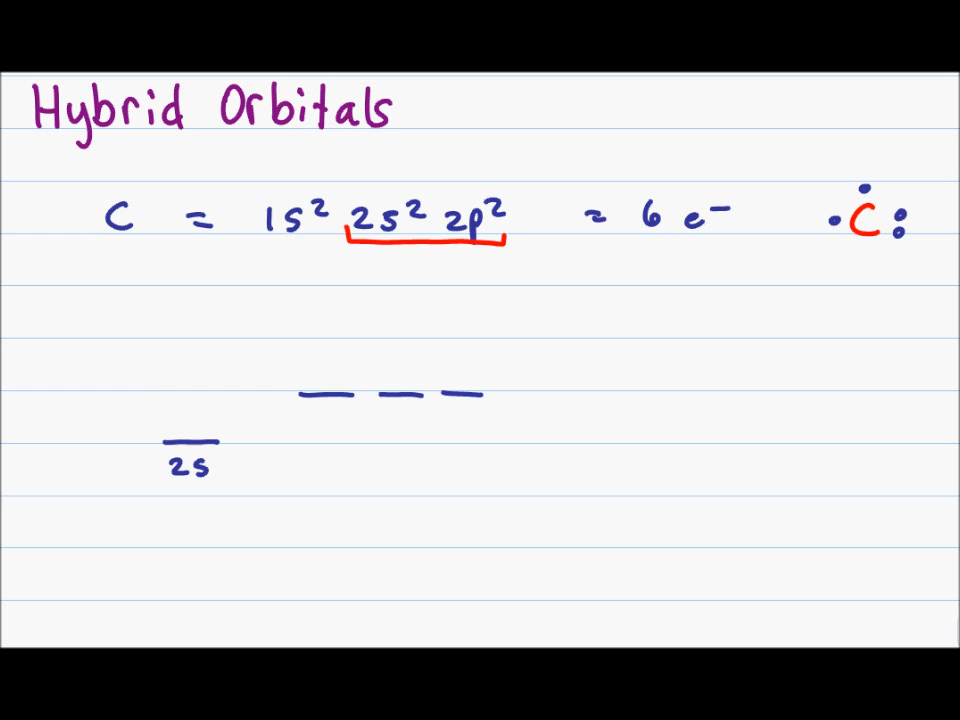 Hybrid Orbitals
C = 1s² 2s² 2p² = 6 e⁻ C
2s